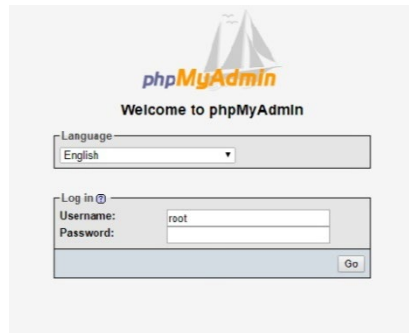 phpMyAdmin
Welcome to phpMyAdmin
Language
English
Log in
Username: root
Password:
Go